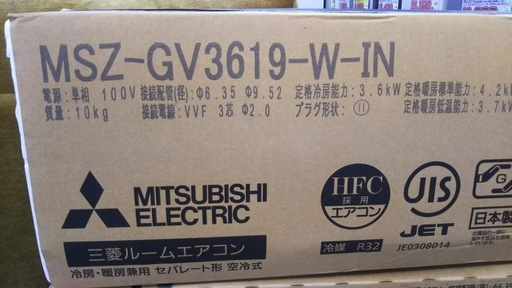 MSZ-GV3619-W-IN
電源:単相 100V 接続配管(径):Φ6.35 Φ9.52 定格冷房能力:3.6kW 定格暖房標準能力:4.2k
質量:10kg 接続電線:VVF 3芯 Φ2.0 プラグ形状: 定格暖房低温能力:3.7k
MITSUBISHI
ELECTRIC
三菱ルームエアコン
冷房・暖房兼用 セパレート形 空冷式
HFC
採用
エアコン
冷媒 R32
JIS
JET
JE0308014
G
日本製